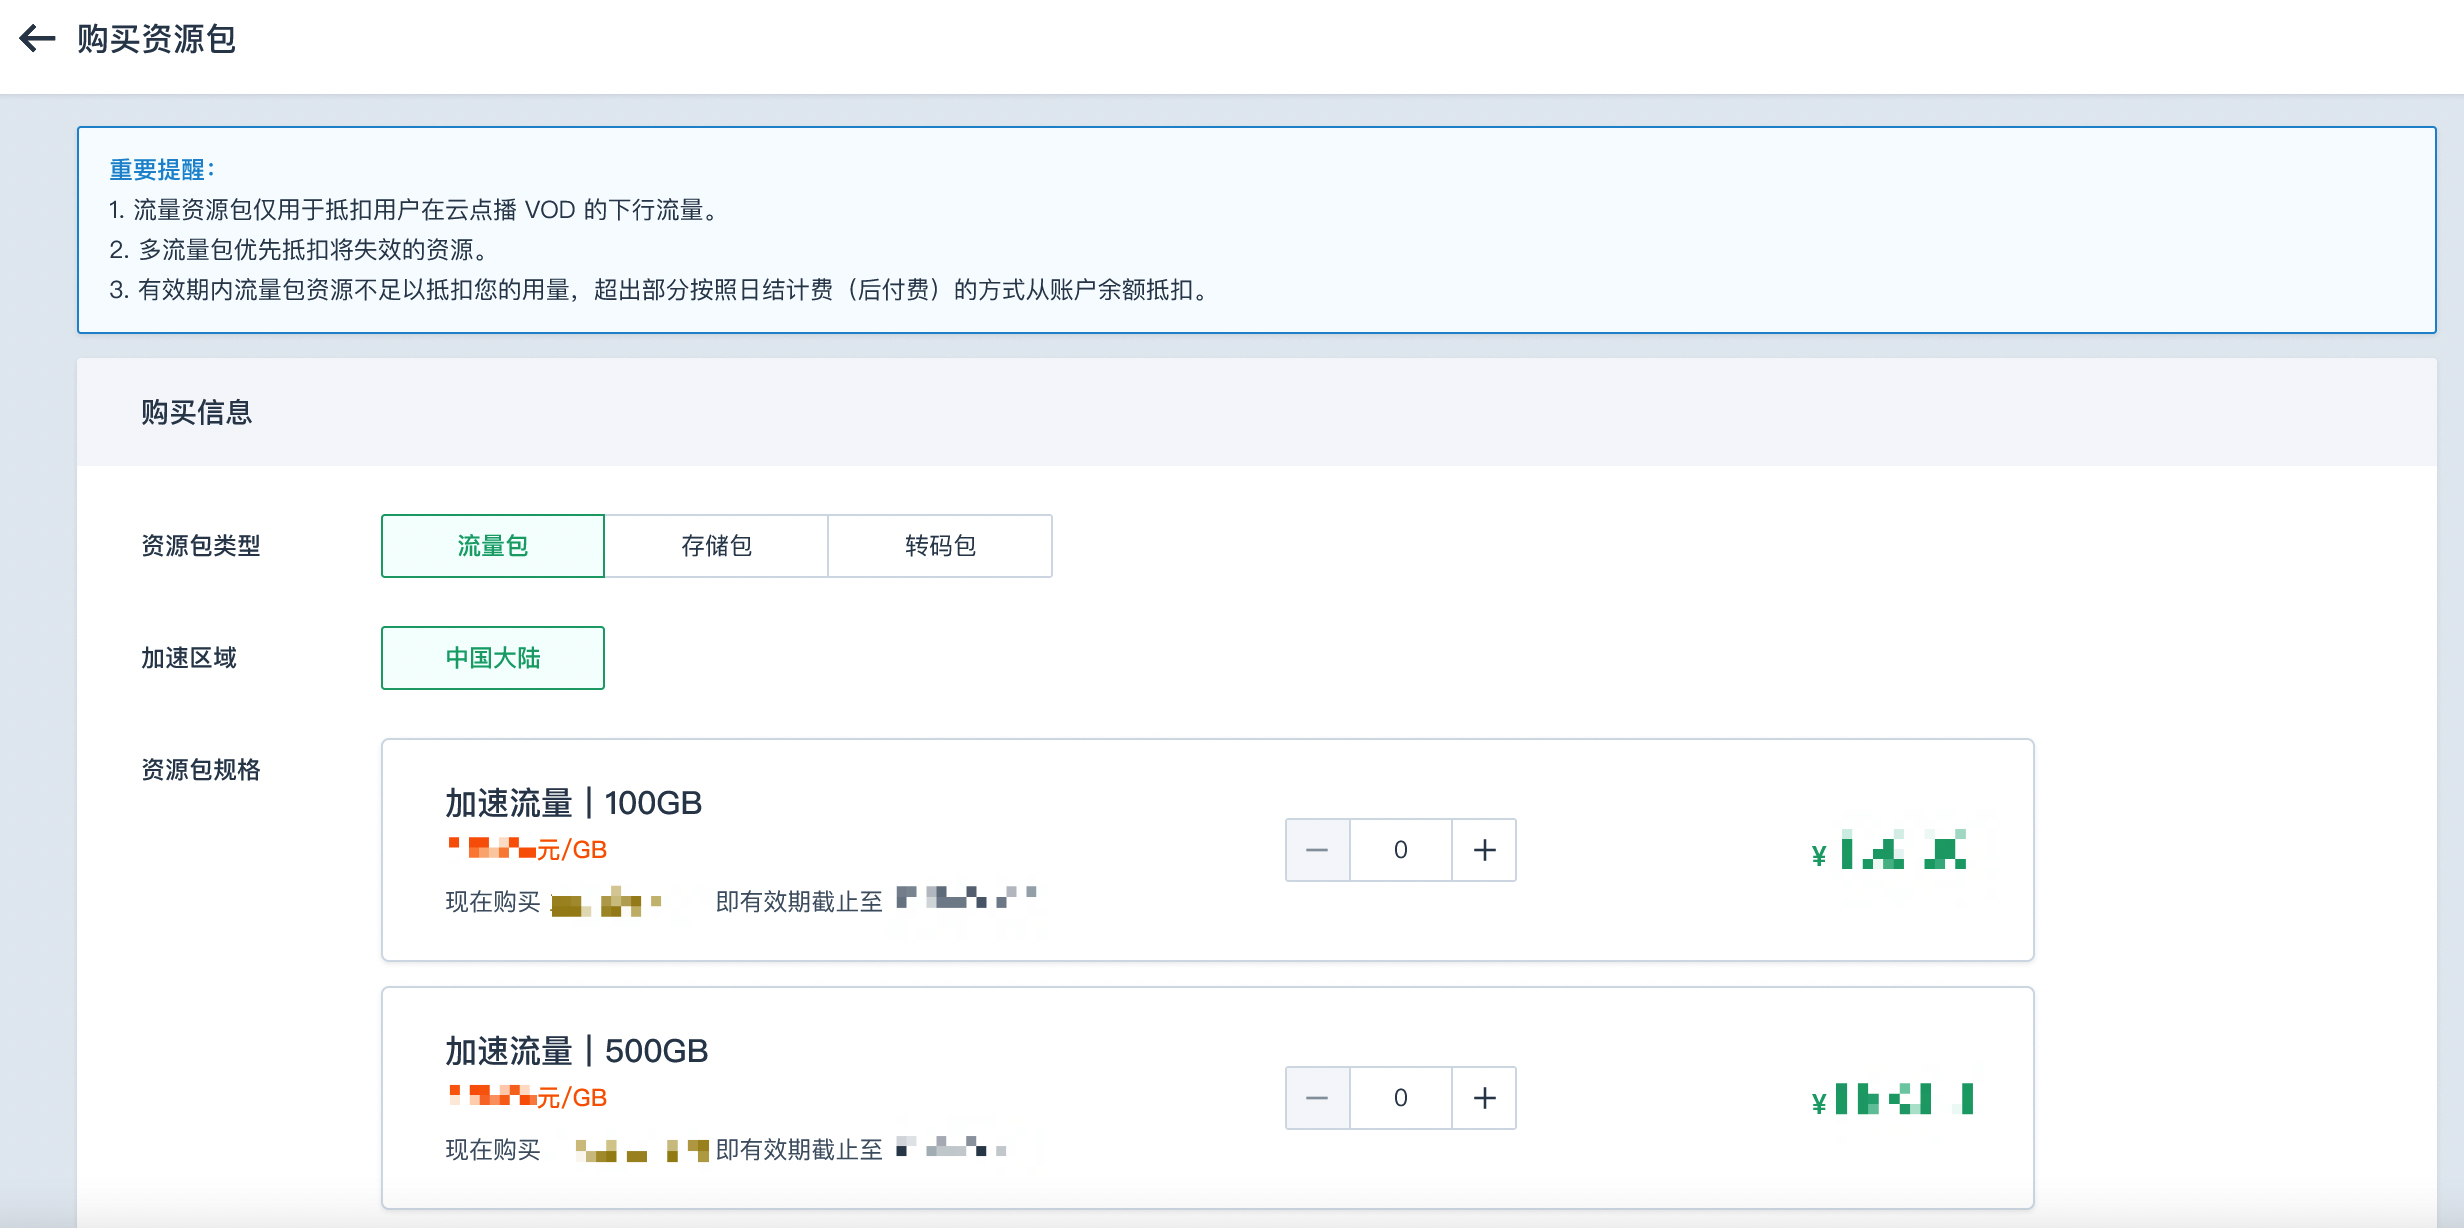 购买资源包
重要提醒：
1. 流量资源包仅用于抵扣用户在云点播 VOD 的下行流量。
2. 多流量包优先抵扣将失效的资源。
3. 有效期内流量包资源不足以抵扣您的用量，超出部分按照日结计费（后付费）的方式从账户余额抵扣。
购买信息
资源包类型
流量包
存储包
转码包
加速区域
中国大陆
资源包规格
加速流量 | 100GB
元/GB
现在购买 即有效期截止至
0
¥
加速流量 | 500GB
元/GB
现在购买 即有效期截止至
0
¥